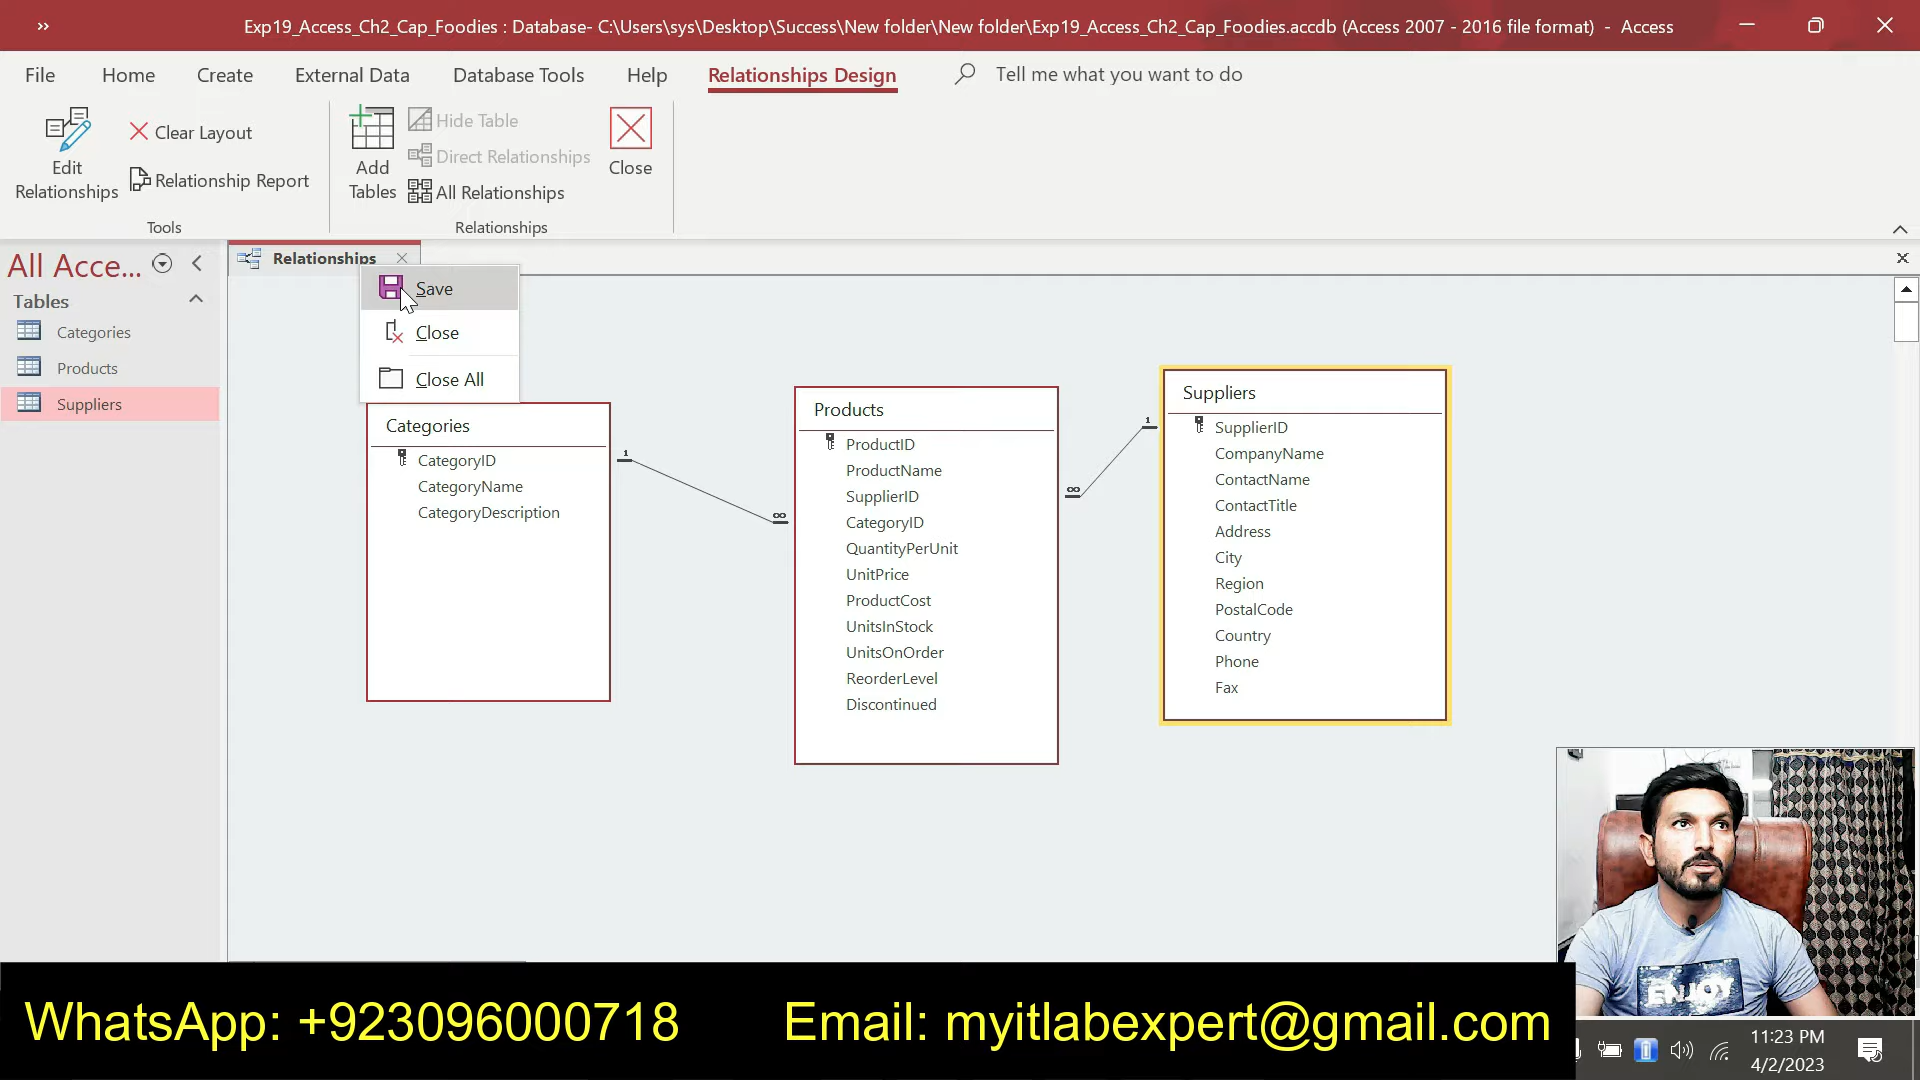 Exp19_Access_Ch2_Cap_Foodies : Database- C:\Users\sys\Desktop\Success\New folder\New folder\Exp19_Access_Ch2_Cap_Foodies.accdb (Access 2007 - 2016 file format) - Access
File Home Create External Data Database Tools Help Relationships Design Tell me what you want to do
Edit Relationships
Clear Layout
Relationship Report
Tools
Add Tables
Hide Table
Direct Relationships
All Relationships
Relationships
Close
All Acce...
Tables
Categories
Products
Suppliers
Relationships
Save
Close
Close All
Categories
CategoryID
CategoryName
CategoryDescription
1
∞
Products
ProductID
ProductName
SupplierID
CategoryID
QuantityPerUnit
UnitPrice
ProductCost
UnitsInStock
UnitsOnOrder
ReorderLevel
Discontinued
∞
1
Suppliers
SupplierID
CompanyName
ContactName
ContactTitle
Address
City
Region
PostalCode
Country
Phone
Fax
ENJOY
WhatsApp: +923096000718 Email: myitlabexpert@gmail.com
11:23 PM
4/2/2023